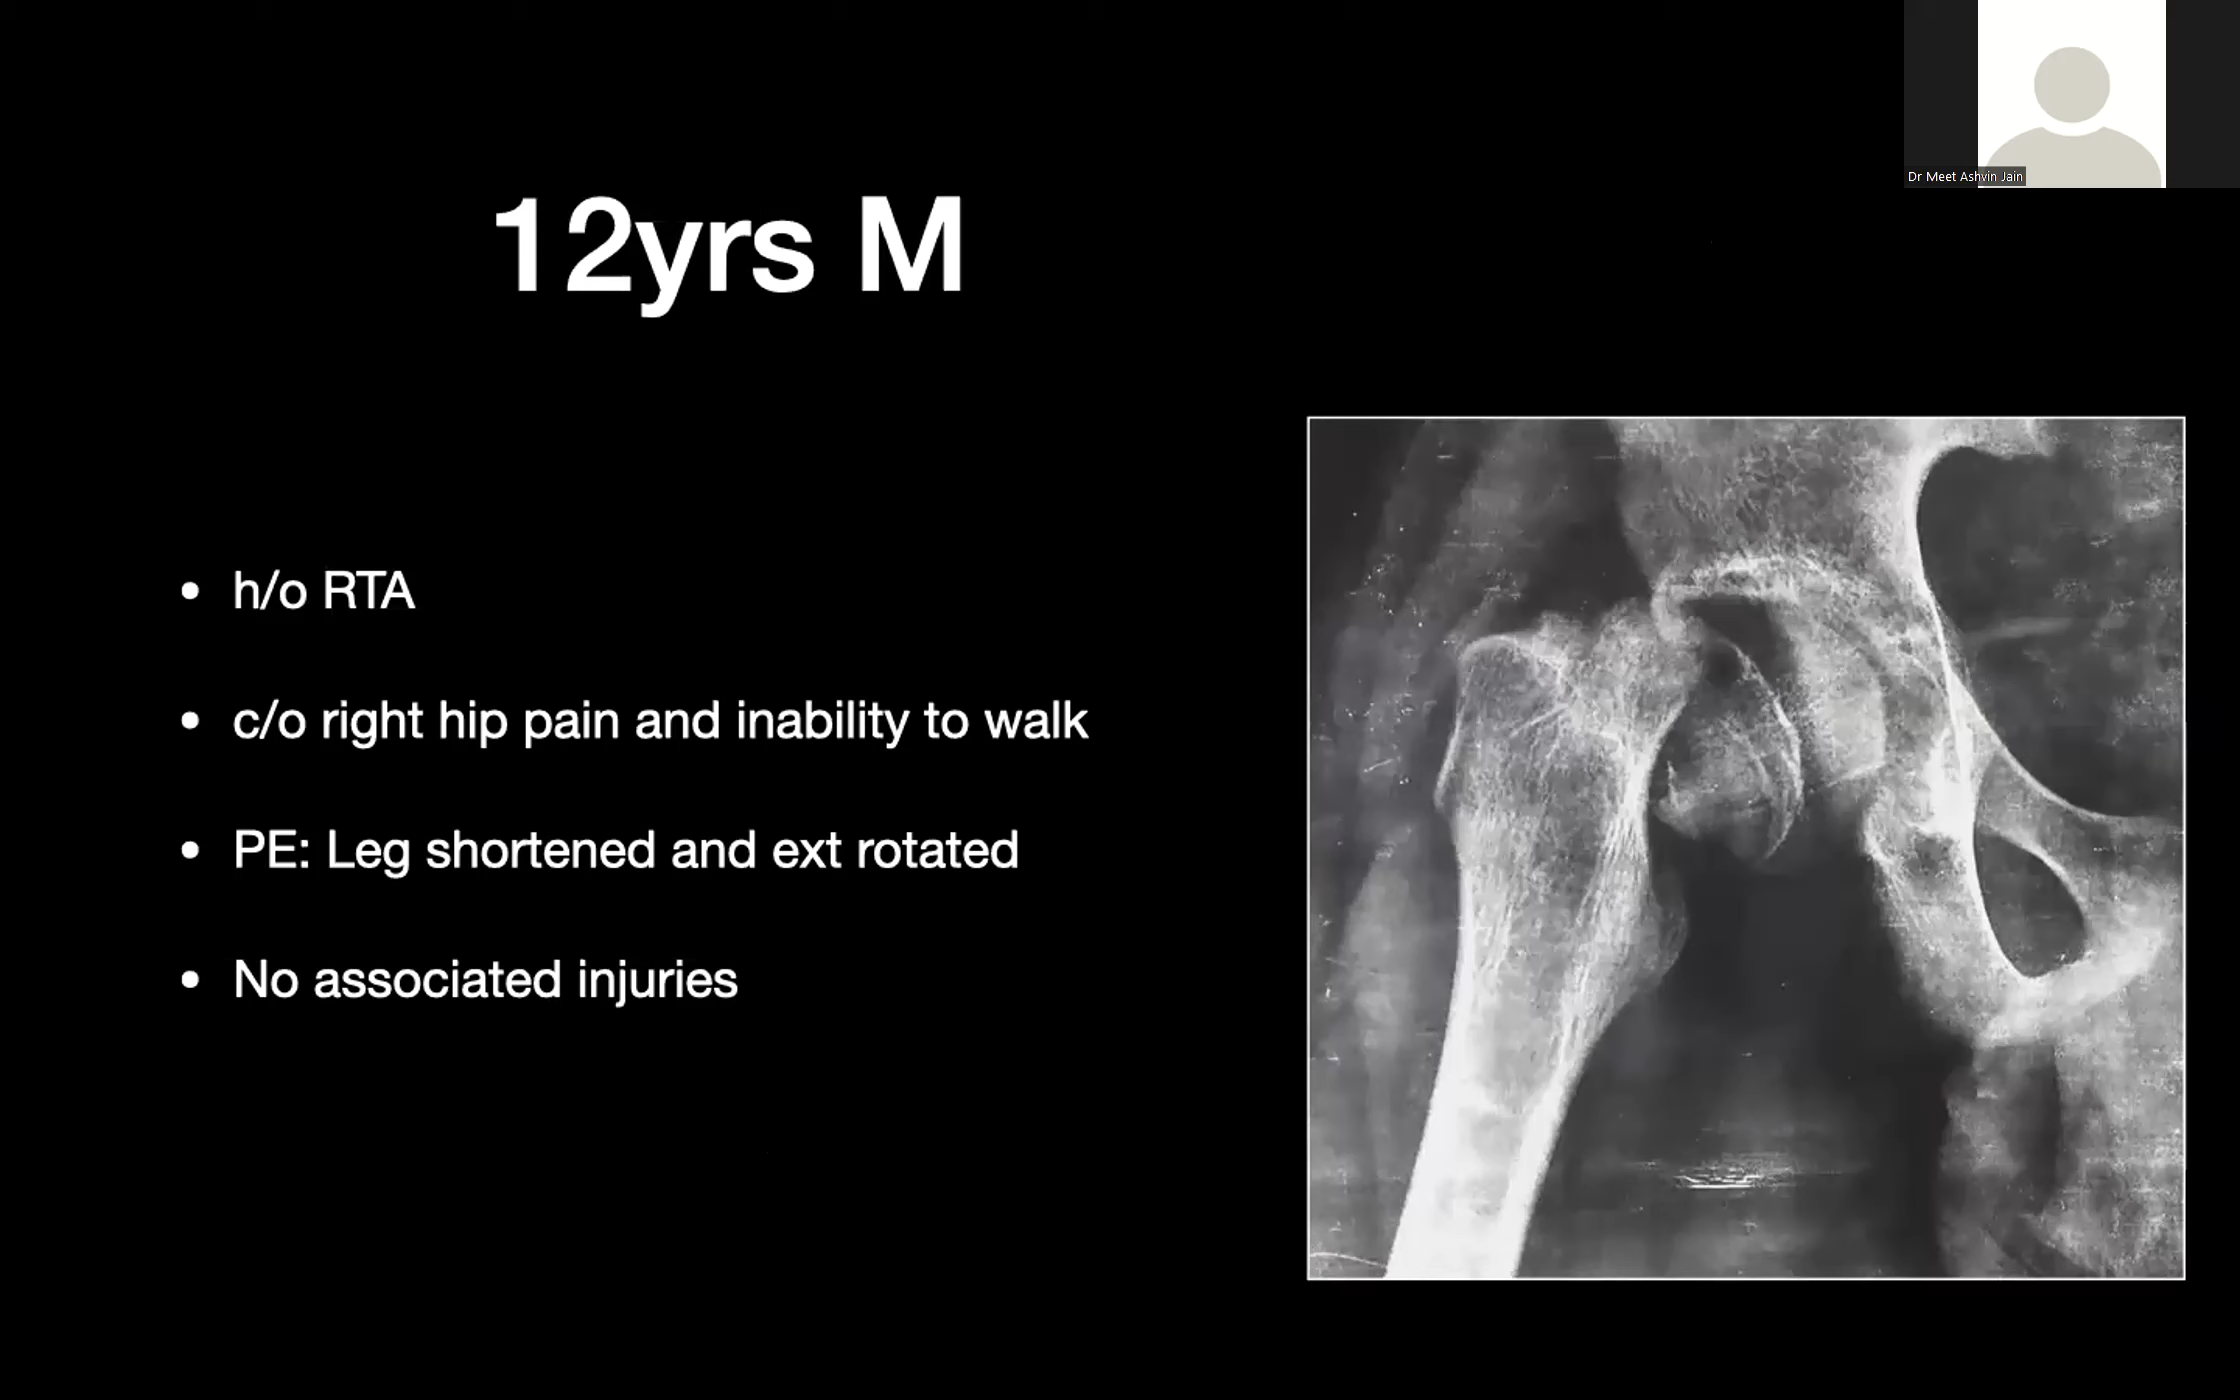 Dr Meet Ashvin Jain
12yrs M
• h/o RTA
• c/o right hip pain and inability to walk
• PE: Leg shortened and ext rotated
• No associated injuries